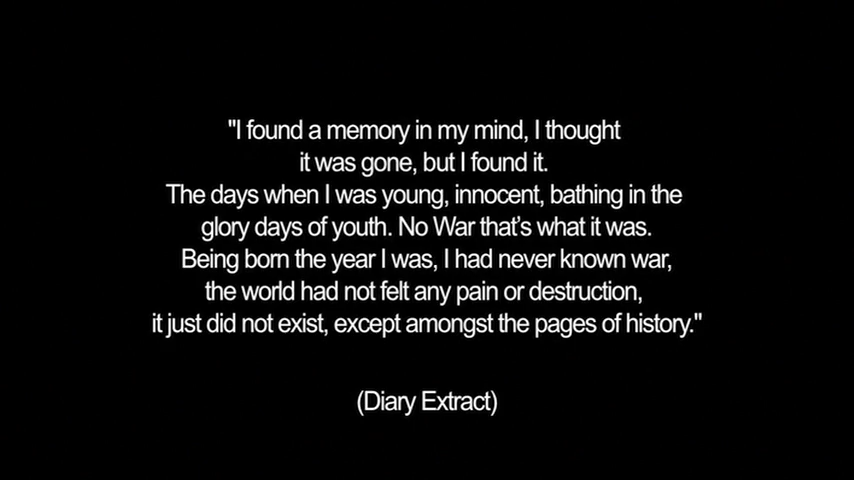 "I found a memory in my mind, I thought
it was gone, but I found it.
The days when I was young, innocent, bathing in the
glory days of youth. No War that's what it was.
Being born the year I was, I had never known war,
the world had not felt any pain or destruction,
it just did not exist, except amongst the pages of history."
(Diary Extract)